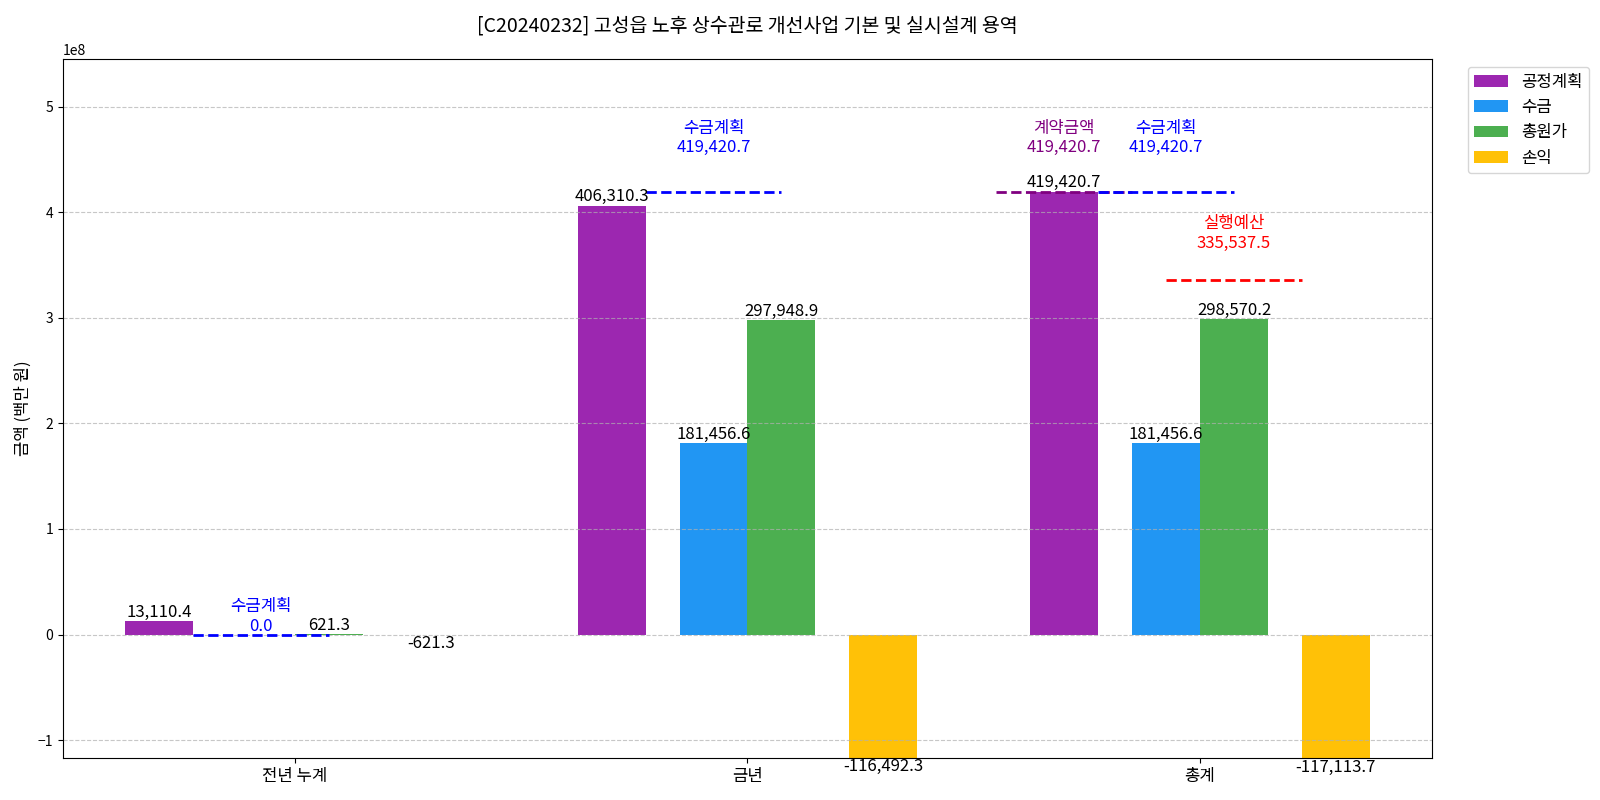 [C20240232] 고성읍 노후 상수관로 개선사업 기본 및 실시설계 용역
1e8
공정계획
수금
총원가
손익
금액 (백만 원)
5
4
3
2
1
0
−1
13,110.4
수금계획
0.0
621.3
-621.3
406,310.3
수금계획
419,420.7
181,456.6
297,948.9
-116,492.3
계약금액
419,420.7
419,420.7
수금계획
419,420.7
실행예산
335,537.5
181,456.6
298,570.2
-117,113.7
전년 누계
금년
총계